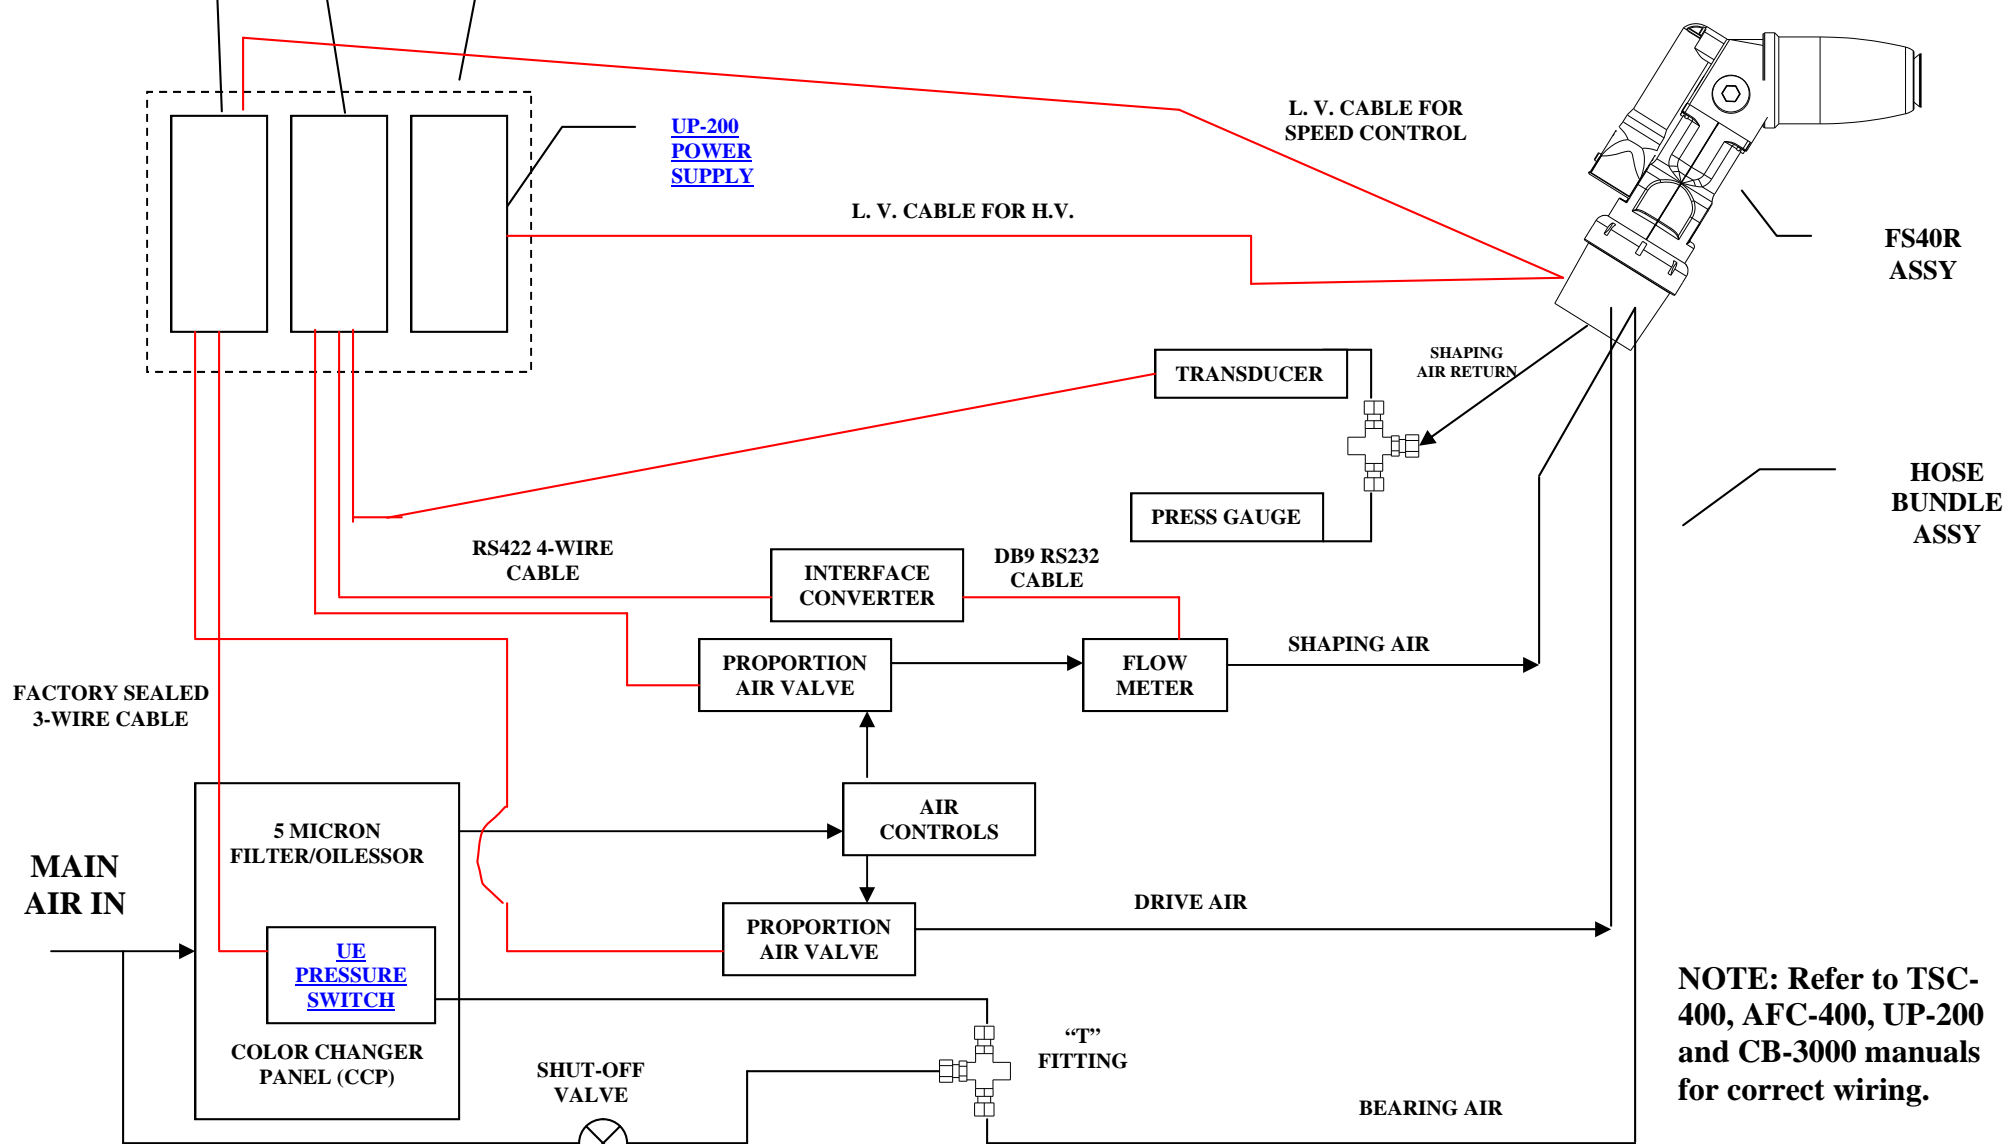 L. V. CABLE FOR
SPEED CONTROL
UP-200
POWER
SUPPLY
L. V. CABLE FOR H.V.
FS40R
ASSY
SHAPING
AIR RETURN
TRANSDUCER
HOSE
BUNDLE
ASSY
PRESS GAUGE
RS422 4-WIRE
CABLE
INTERFACE
CONVERTER
DB9 RS232
CABLE
PROPORTION
AIR VALVE
FLOW
METER
SHAPING AIR
FACTORY SEALED
3-WIRE CABLE
5 MICRON
FILTER/OILESSOR
AIR
CONTROLS
MAIN
AIR IN
PROPORTION
AIR VALVE
DRIVE AIR
UE
PRESSURE
SWITCH
COLOR CHANGER
PANEL (CCP)
SHUT-OFF
VALVE
“T”
FITTING
BEARING AIR
NOTE: Refer to TSC-
400, AFC-400, UP-200
and CB-3000 manuals
for correct wiring.